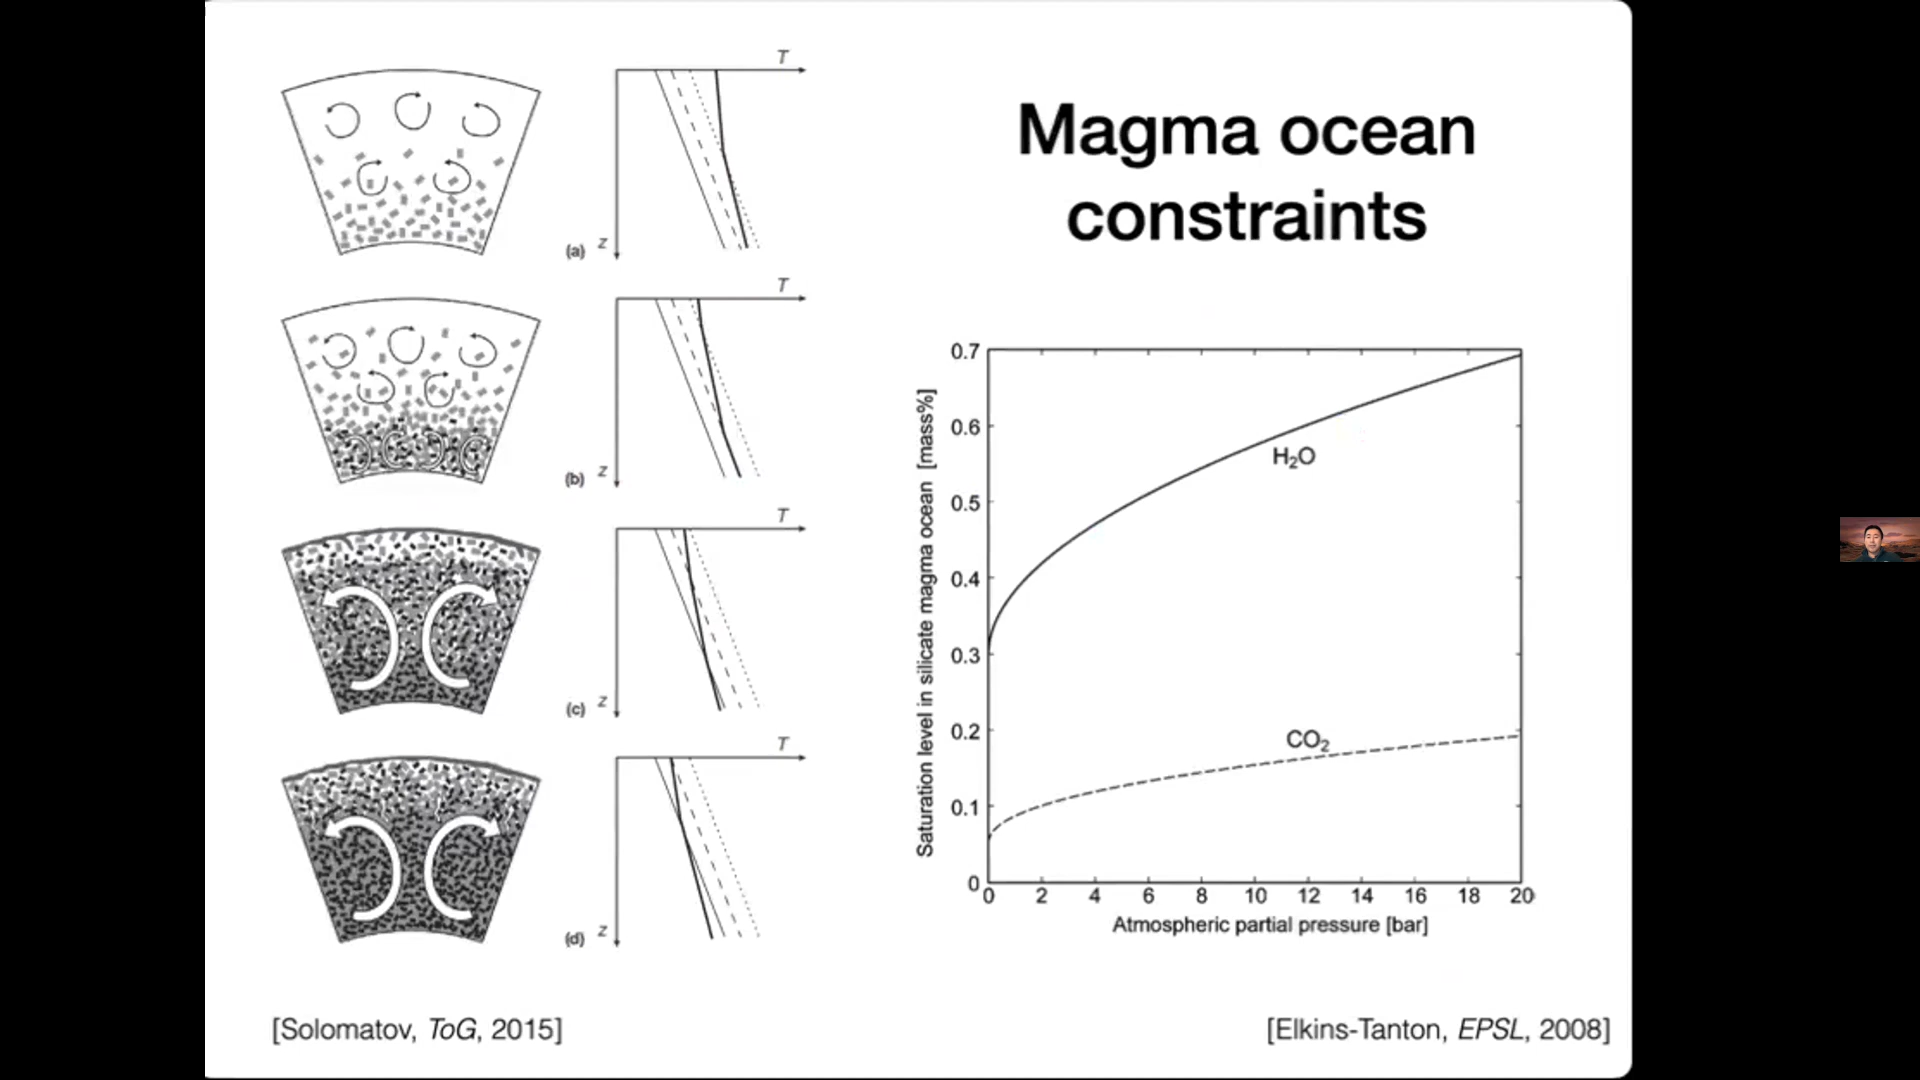 Magma ocean
constraints
T
(a)
z
T
(b)
z
T
(c)
z
T
(d)
z
Saturation level in silicate magma ocean [mass%]
0.7
0.6
0.5
0.4
0.3
0.2
0.1
0
H₂O
CO₂
0 2 4 6 8 10 12 14 16 18 20
Atmospheric partial pressure [bar]
[Solomatov, ToG, 2015]
[Elkins-Tanton, EPSL, 2008]